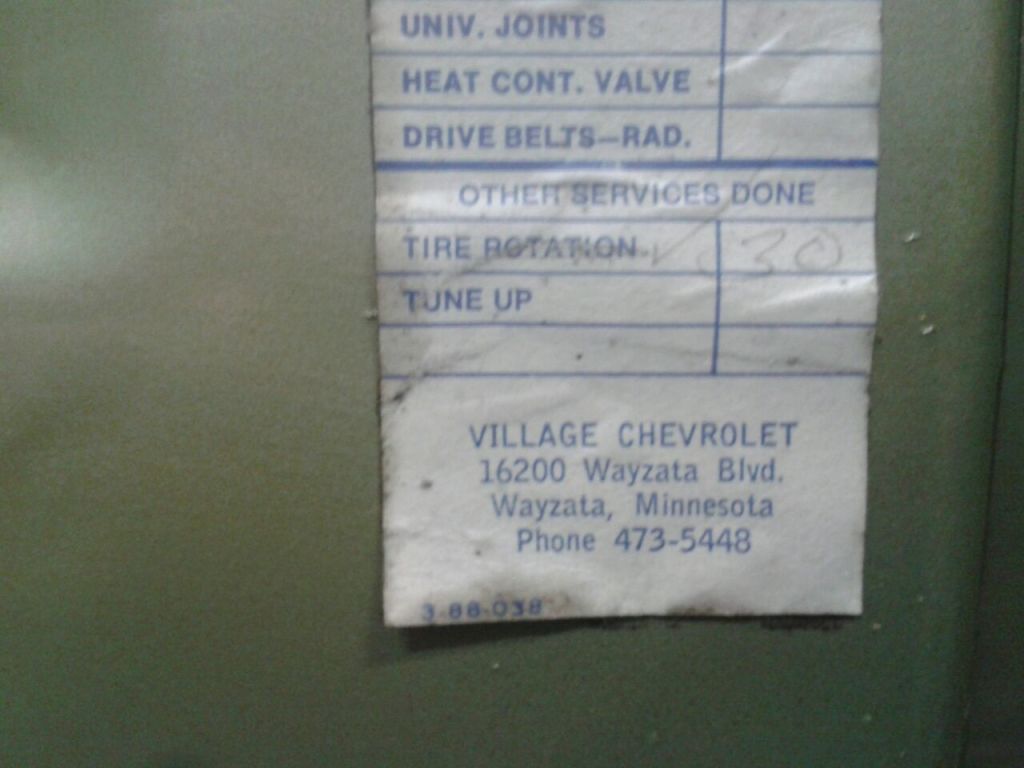 UNIV. JOINTS
HEAT CONT. VALVE
DRIVE BELTS—RAD.
OTHER SERVICES DONE
TIRE ROTATION 30
TUNE UP
VILLAGE CHEVROLET
16200 Wayzata Blvd.
Wayzata, Minnesota
Phone 473-5448
3-88-038